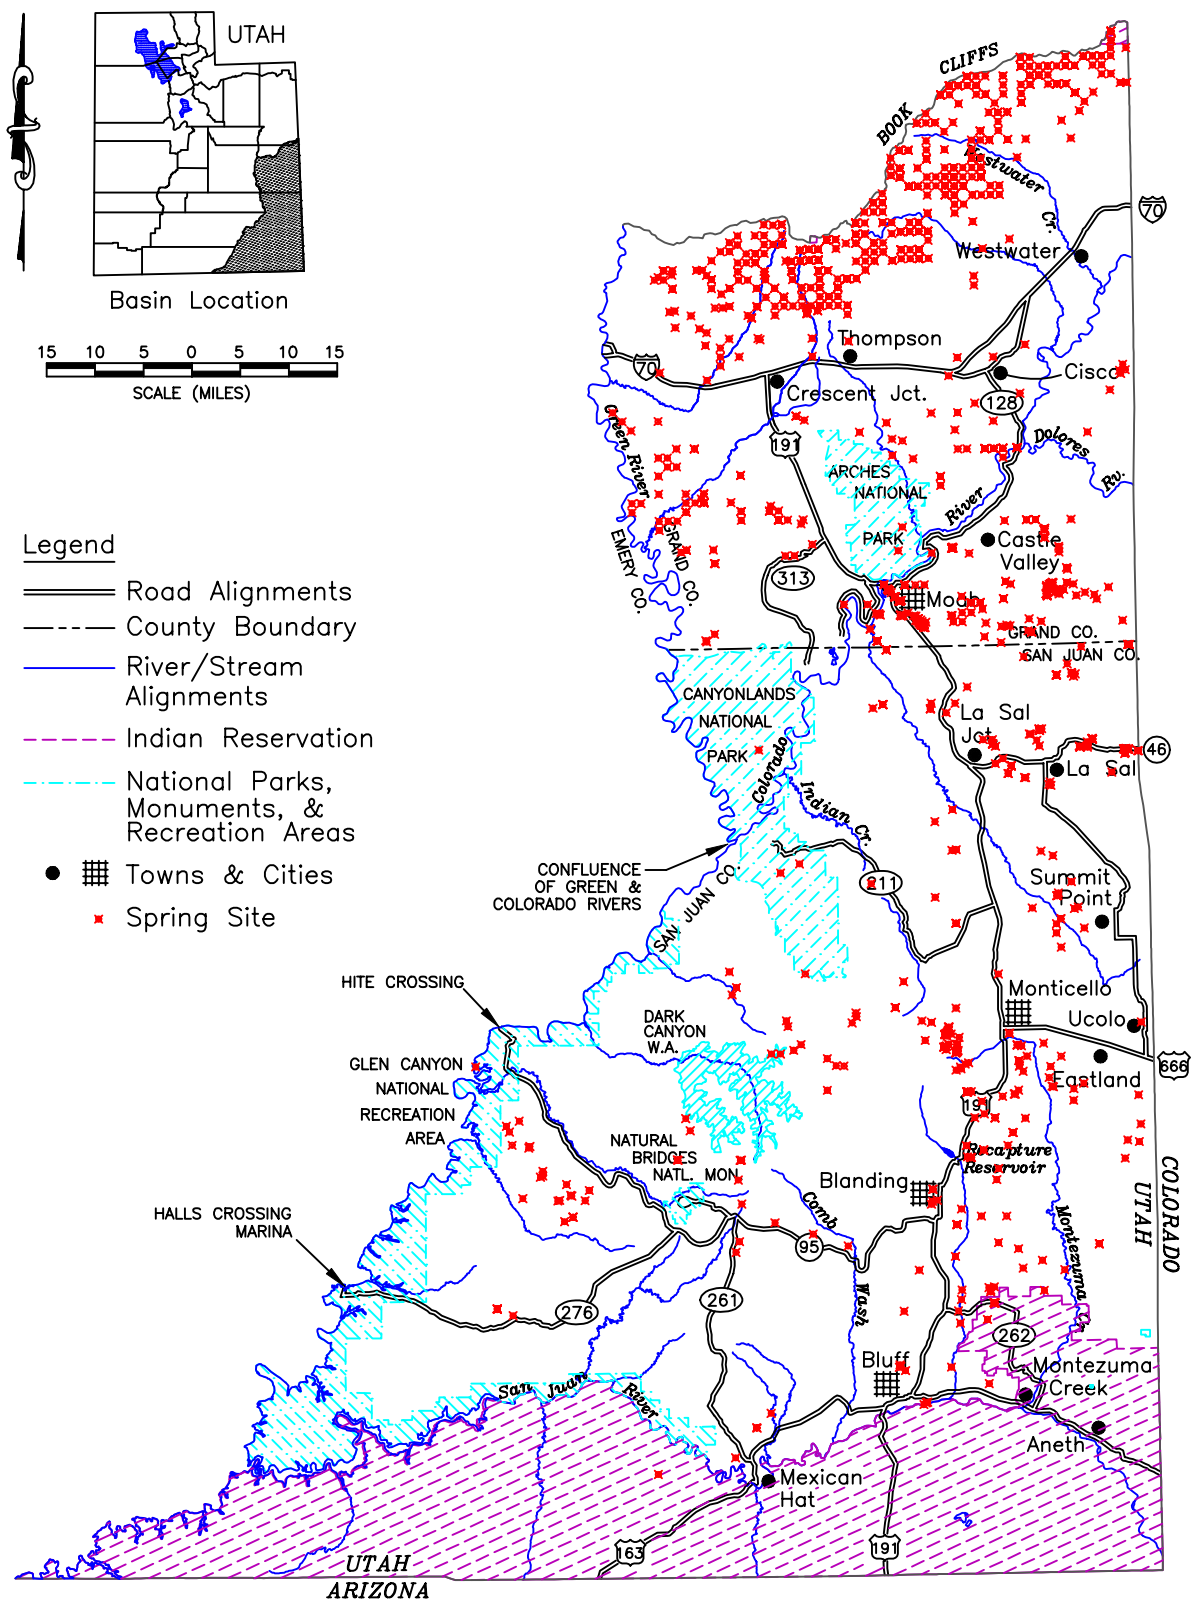 UTAH
Basin Location
15 10 5 0 5 10 15
SCALE (MILES)
Legend
Road Alignments
County Boundary
River/Stream
Alignments
Indian Reservation
National Parks,
Monuments, &
Recreation Areas
Towns & Cities
Spring Site
BOOK
CLIFFS
Westwater
Cr.
70
Westwater
Thompson
70
Cisco
Crescent Jct.
128
Green River
191
Dolores
Rv.
ARCHES
NATIONAL
PARK
River
EMERY CO.
GRAND CO.
Castle
Valley
313
Moab
GRAND CO.
SAN JUAN CO.
CANYONLANDS
NATIONAL
PARK
Colorado
La Sal
Jct.
46
La Sal
Indian Cr.
CONFLUENCE
OF GREEN &
COLORADO RIVERS
211
Summit
Point
SAN JUAN CO.
HITE CROSSING
Monticello
DARK
CANYON
W.A.
Ucolo
GLEN CANYON
NATIONAL
RECREATION
AREA
666
Eastland
191
NATURAL
BRIDGES
NATL. MON.
Recapture
Reservoir
Blanding
COLORADO
UTAH
HALLS CROSSING
MARINA
Comb
Wash
95
Montezuma Cr.
276
261
262
Bluff
Montezuma
Creek
San Juan
River
Aneth
Mexican
Hat
163
191
UTAH
ARIZONA